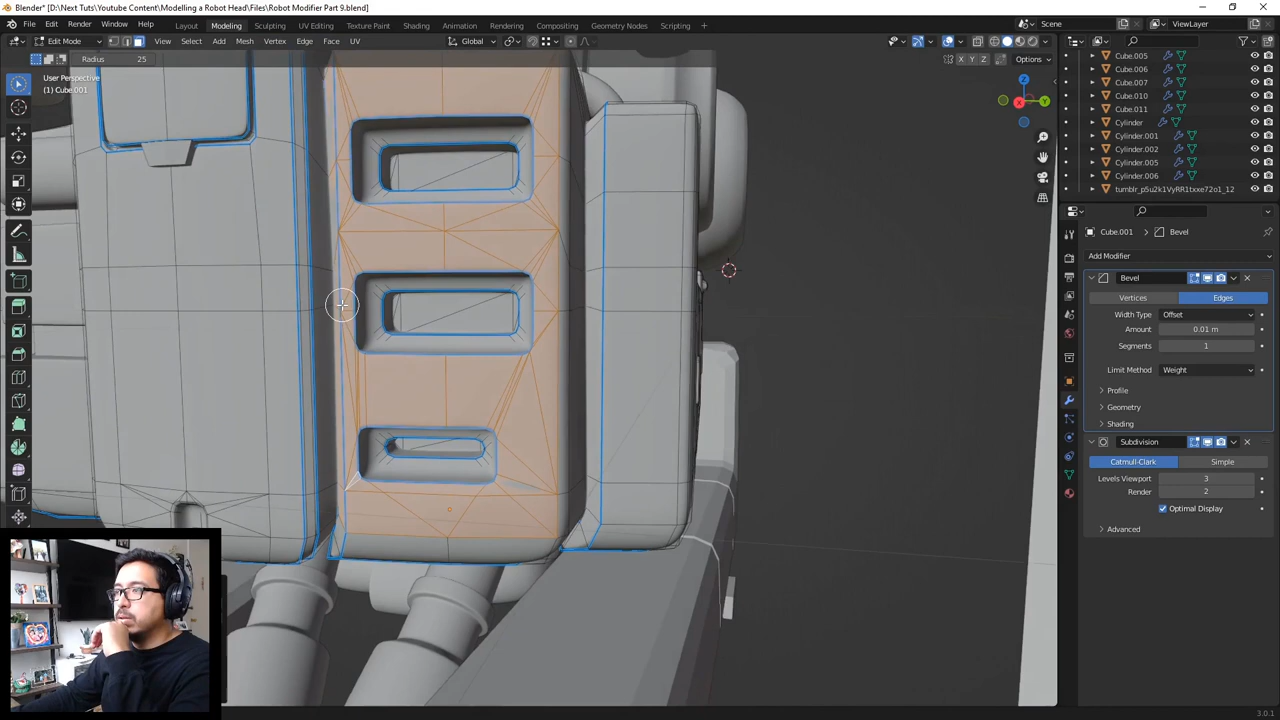 Blender* [D:\Next Tuts\Youtube Content\Modelling a Robot Head\Files\Robot Modifier Part 9.blend]
File Edit Render Window Help Layout Modeling Sculpting UV Editing Texture Paint Shading Animation Rendering Compositing Geometry Nodes Scripting Scene ViewLayer
Edit Mode View Select Add Mesh Vertex Edge Face UV Global
Radius 25 X Y Z Options
User Perspective
(1) Cube.001
Z
Y
X
Cube.005
Cube.006
Cube.007
Cube.010
Cube.011
Cylinder
Cylinder.001
Cylinder.002
Cylinder.005
Cylinder.006
tumblr_p5u2k1VyRR1txxe72o1_12
Cube.001 > Bevel
Add Modifier
Bevel
Vertices Edges
Width Type Offset
Amount 0.01 m
Segments 1
Limit Method Weight
Profile
Geometry
Shading
Subdivision
Catmull-Clark Simple
Levels Viewport 3
Render 2
Optimal Display
Advanced
3.0.1